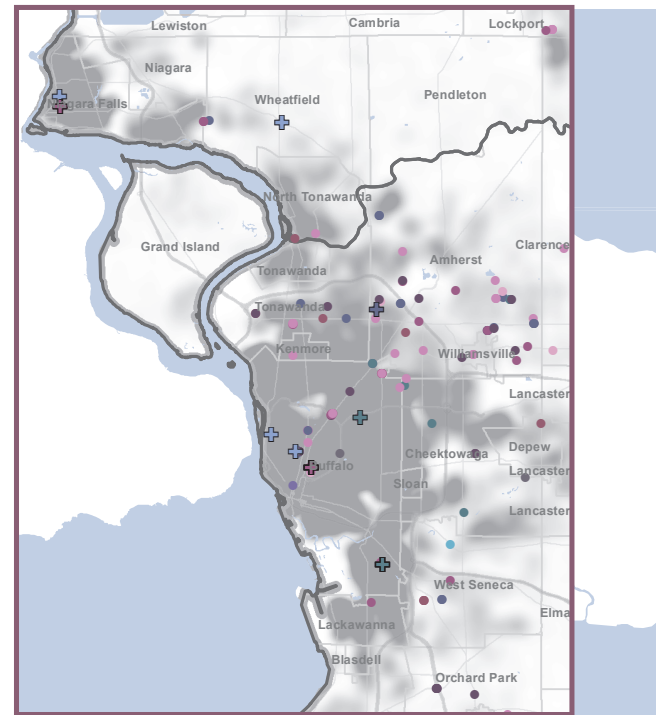 Lewiston
Cambria
Lockport
Niagara
Niagara Falls
Wheatfield
Pendleton
North Tonawanda
Grand Island
Clarence
Amherst
Tonawanda
Tonawanda
Kenmore
Williamsville
Lancaster
Depew
Cheektowaga
Buffalo
Lancaster
Sloan
Lancaster
West Seneca
Elma
Lackawanna
Blasdell
Orchard Park